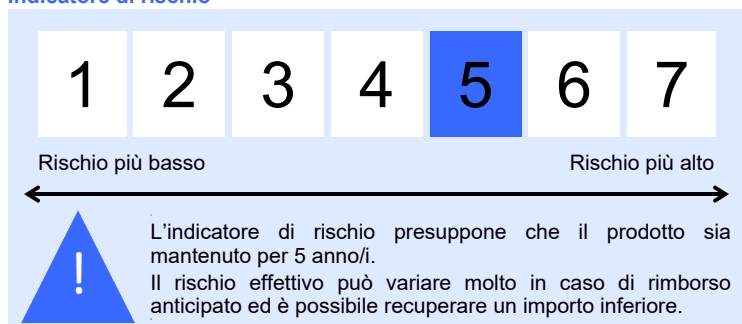 Indicatore di rischio
1 2 3 4 5 6 7
Rischio più basso Rischio più alto
L'indicatore di rischio presuppone che il prodotto sia
mantenuto per 5 anno/i.
!
Il rischio effettivo può variare molto in caso di rimborso
anticipato ed è possibile recuperare un importo inferiore.